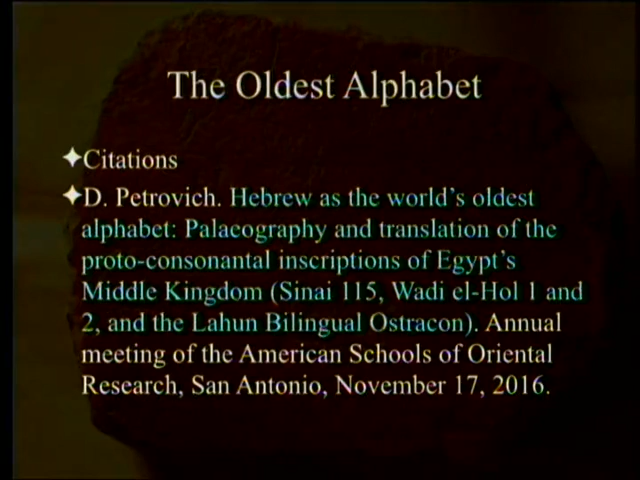 The Oldest Alphabet
✦Citations
✦D. Petrovich. Hebrew as the world's oldest
alphabet: Palaeography and translation of the
proto-consonantal inscriptions of Egypt's
Middle Kingdom (Sinai 115, Wadi el-Hol 1 and
2, and the Lahun Bilingual Ostracon). Annual
meeting of the American Schools of Oriental
Research, San Antonio, November 17, 2016.